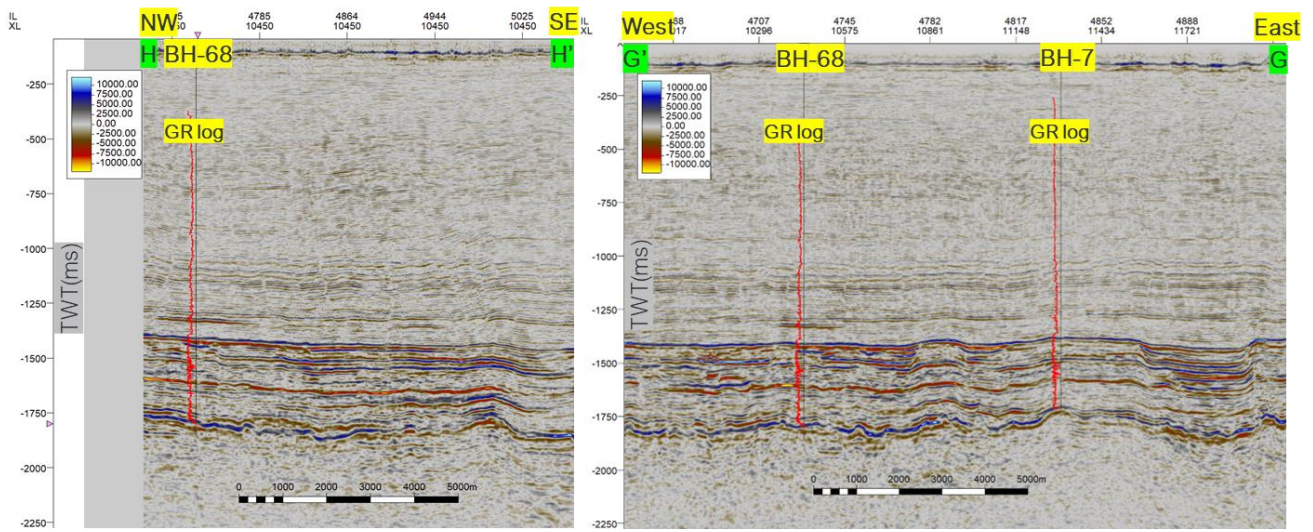 IL 4785 4864 4944 5025
XL 10450 10450 10450 10450
NW SE
H BH-68 H'
10000.00
7500.00
5000.00
2500.00
0.00
-2500.00
-5000.00
-7500.00
-10000.00
GR log
TWT(ms)
-250
-500
-750
-1000
-1250
-1500
-1750
-2000
-2250
0 1000 2000 3000 4000 5000m
IL 4707 4745 4782 4817 4852 4888
XL 10296 10575 10861 11148 11434 11721
West East
G' BH-68 BH-7 G
10000.00
7500.00
5000.00
2500.00
0.00
-2500.00
-5000.00
-7500.00
-10000.00
GR log GR log
TWT(ms)
-250
-500
-750
-1000
-1250
-1500
-1750
-2000
-2250
0 1000 2000 3000 4000 5000m